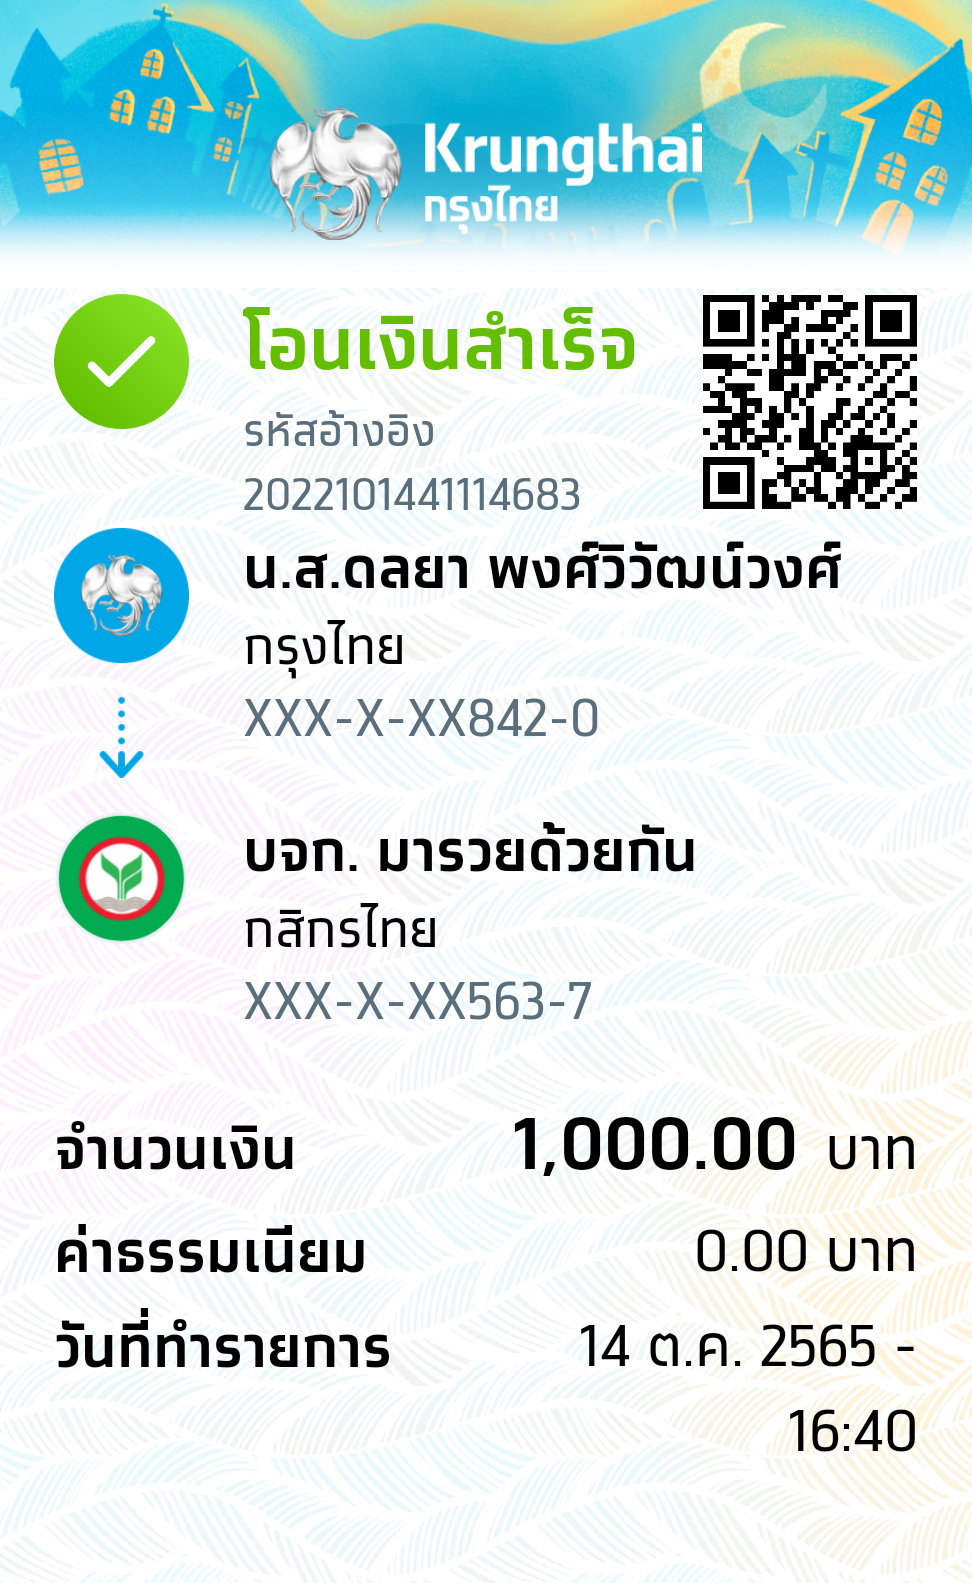 Krungthai
กรุงไทย
โอนเงินสำเร็จ
รหัสอ้างอิง
2022101441114683
น.ส.ดลยา พงศ์วิวัฒน์วงศ์
กรุงไทย
XXX-X-XX842-0
บจก. มารวยด้วยกัน
กสิกรไทย
XXX-X-XX563-7
จำนวนเงิน 1,000.00 บาท
ค่าธรรมเนียม 0.00 บาท
วันที่ทำรายการ 14 ต.ค. 2565 -
16:40